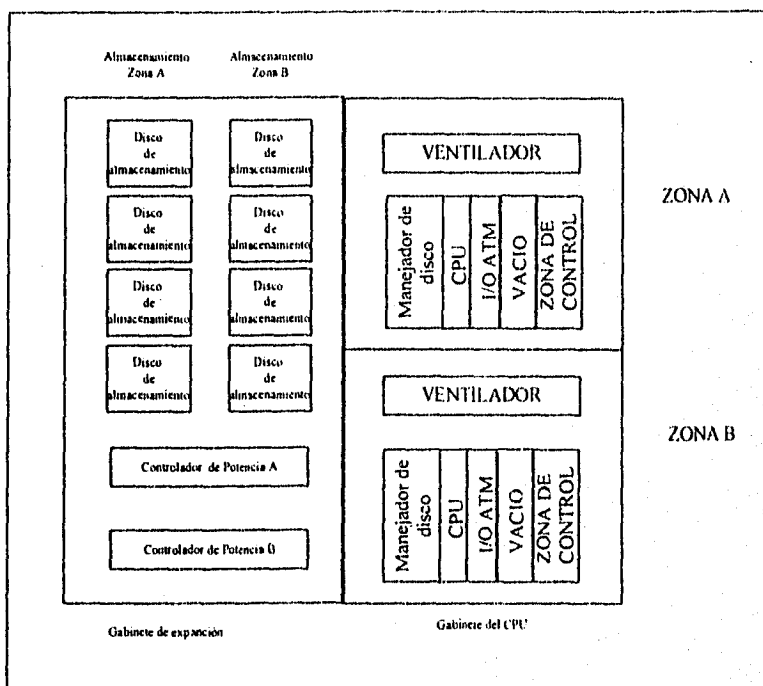 Almacenamiento
Zona A
Almacenamiento
Zona B
Disco
de
almacenamiento
Disco
de
almacenamiento
Disco
de
almacenamiento
Disco
de
almacenamiento
Disco
de
almacenamiento
Disco
de
almacenamiento
Disco
de
almacenamiento
Disco
de
almacenamiento
Controlador de Potencia A
Controlador de Potencia B
Gabinete de expanción
VENTILADOR
Manejador de
disco
CPU
I/O ATM
VACIO
ZONA DE
CONTROL
ZONA A
VENTILADOR
Manejador de
disco
CPU
I/O ATM
VACIO
ZONA DE
CONTROL
ZONA B
Gabinete del CPU